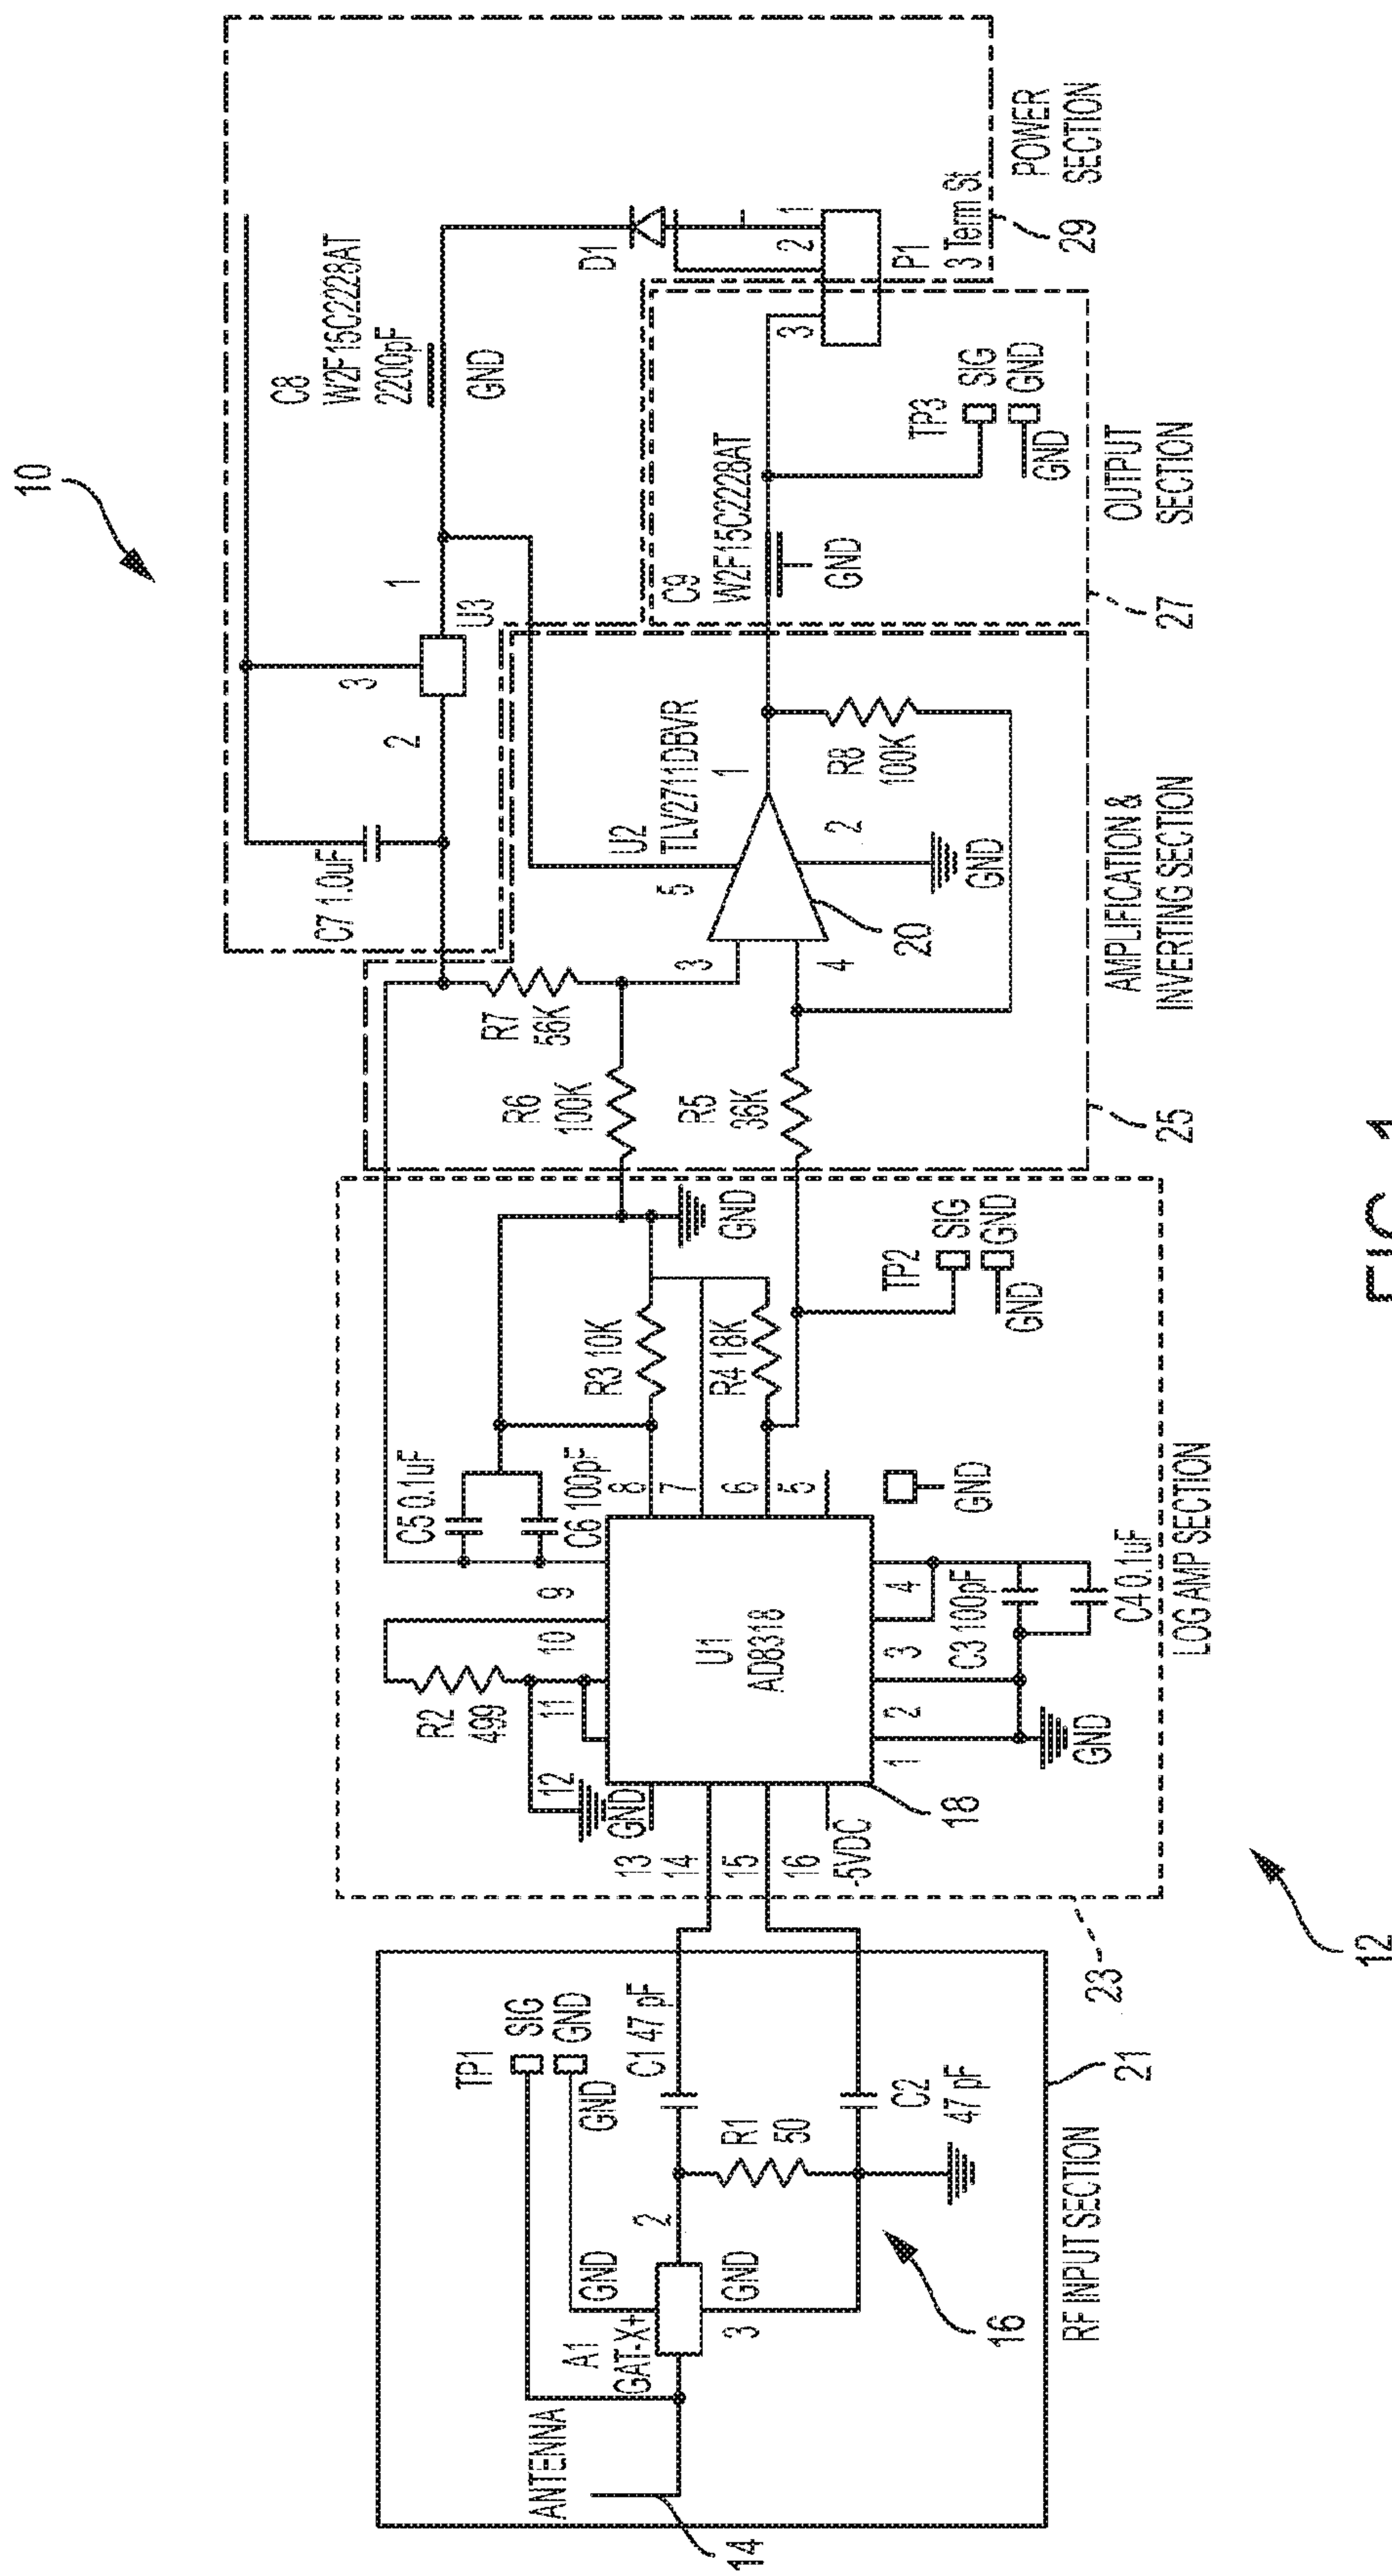 10
12
ANTENNA
14
A1
GAT-X+
GND
2
3
GND
TP1
SIG
GND
GND
C1 47 pF
R1
50
C2
47 pF
16
21
RF INPUT SECTION
R2
499
12
11
10
9
GND
13
14
15
16
-5VDC
U1
AD8318
18
1
2
3
4
GND
C3 100pF
C4 0.1uF
8
7
6
5
GND
C5 0.1uF
C6 100pF
R3 10K
R4 18K
GND
TP2
SIG
GND
GND
23
LOG AMP SECTION
R6
100K
R7
56K
R5
36K
3
4
5
U2
TLV2711DBVR
1
2
GND
20
R8
100K
25
AMPLIFICATION &
INVERTING SECTION
C9
W2F15C2228AT
GND
TP3
SIG
GND
GND
3
27
OUTPUT
SECTION
C7 1.0uF
2
3
1
U3
C8
W2F15C2228AT
2200pF
GND
D1
2
1
P1
3 Term St
29
POWER
SECTION